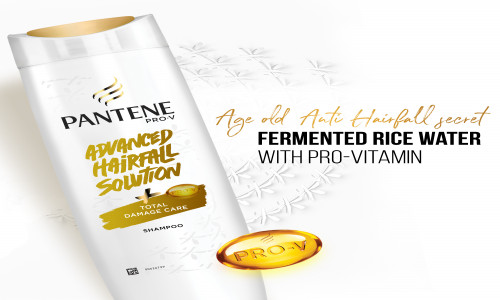 PANTENE
PRO-V
ADVANCED
HAIRFALL
SOLUTION
+
PRO-V
TOTAL
DAMAGE CARE
SHAMPOO
Age old Anti Hairfall secret
FERMENTED RICE WATER
WITH PRO-VITAMIN
PRO-V